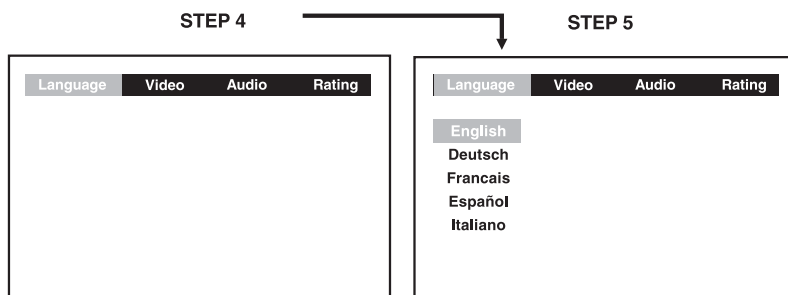 STEP 4
STEP 5
Language Video Audio Rating
Language Video Audio Rating
English
Deutsch
Francais
Español
Italiano